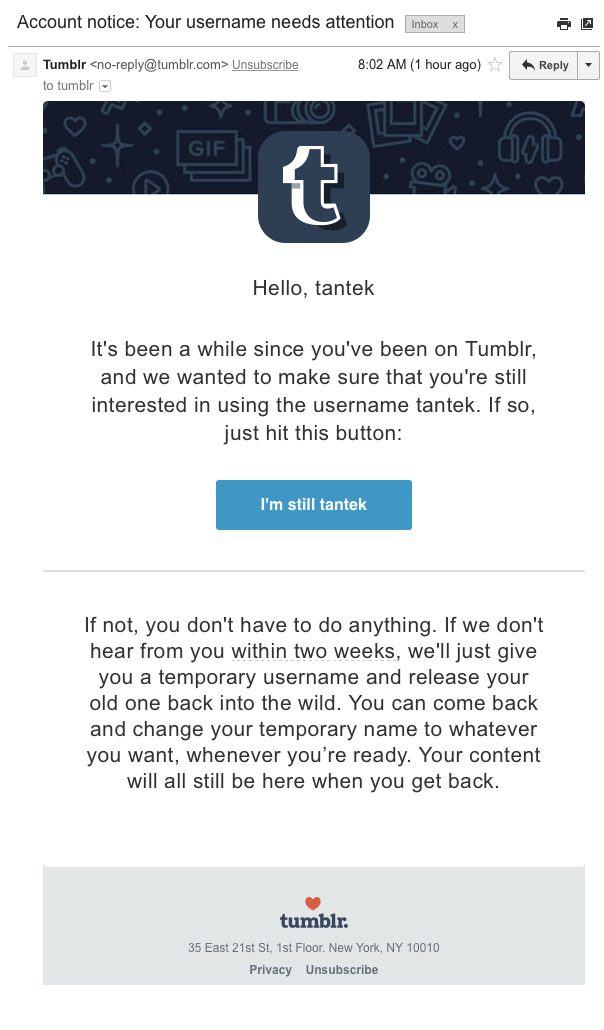 Account notice: Your username needs attention Inbox x
Tumblr <no-reply@tumblr.com> Unsubscribe 8:02 AM (1 hour ago) Reply
to tumblr
GIF
t
Hello, tantek
It's been a while since you've been on Tumblr,
and we wanted to make sure that you're still
interested in using the username tantek. If so,
just hit this button:
I'm still tantek
If not, you don't have to do anything. If we don't
hear from you within two weeks, we'll just give
you a temporary username and release your
old one back into the wild. You can come back
and change your temporary name to whatever
you want, whenever you’re ready. Your content
will all still be here when you get back.
tumblr.
35 East 21st St, 1st Floor. New York, NY 10010
Privacy Unsubscribe